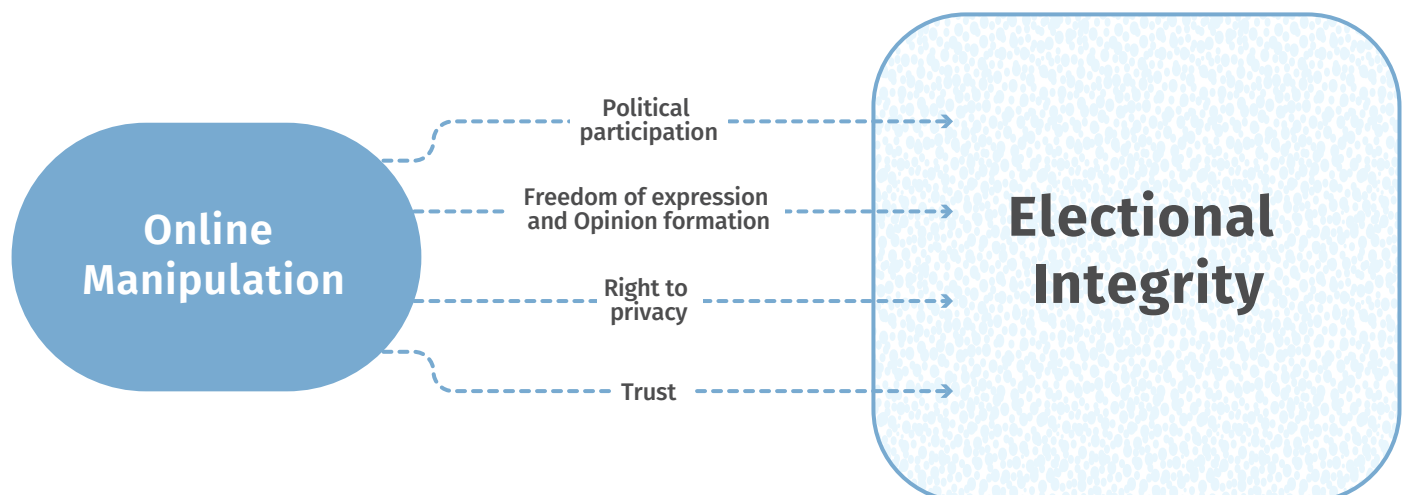 Online
Manipulation
Political
participation
Freedom of expression
and Opinion formation
Right to
privacy
Trust
Electional
Integrity